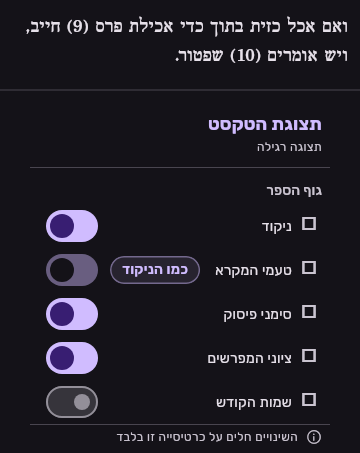 ואם אכל כזית בתוך כדי אכילת פרס (9) חייב,
ויש אומרים (10) שפטור.
תצוגת הטקסט
תצוגה רגילה
גוף הספר
ניקוד
טעמי המקרא כמו הניקוד
סימני פיסוק
ציוני המפרשים
שמות הקודש
השינויים חלים על כרטיסייה זו בלבד